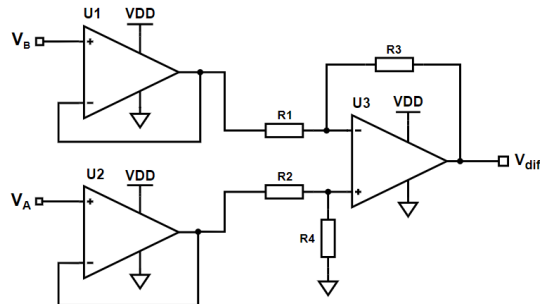 U1
VDD
VB
+
−
R1
R3
U3
VDD
−
+
Vdif
U2
VDD
VA
+
−
R2
R4